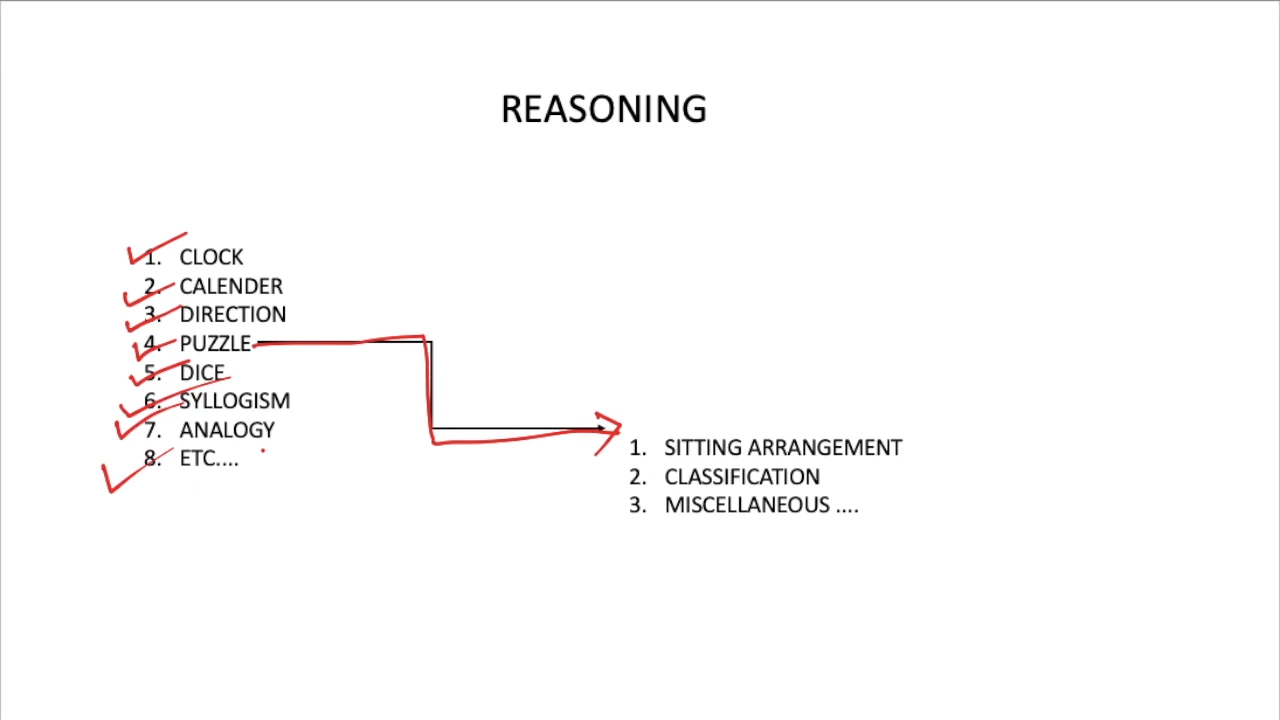 REASONING
1. CLOCK
2. CALENDER
3. DIRECTION
4. PUZZLE
5. DICE
6. SYLLOGISM
7. ANALOGY
8. ETC....
1. SITTING ARRANGEMENT
2. CLASSIFICATION
3. MISCELLANEOUS ....